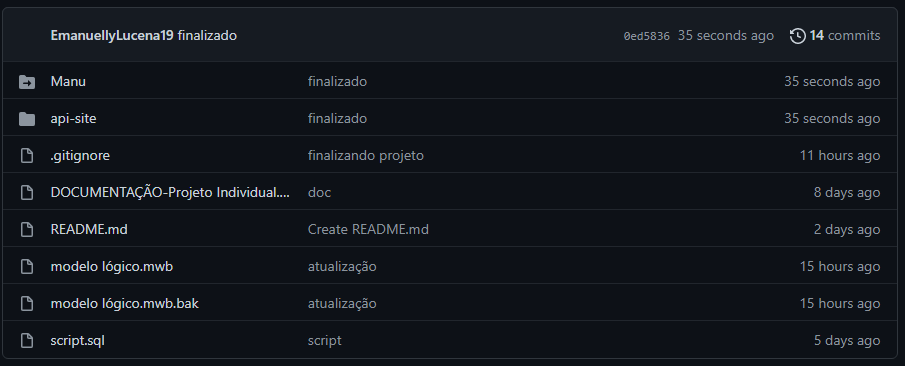 EmanuellyLucena19 finalizado 0ed5836 35 seconds ago 14 commits
Manu finalizado 35 seconds ago
api-site finalizado 35 seconds ago
.gitignore finalizando projeto 11 hours ago
DOCUMENTAÇÃO-Projeto Individual.... doc 8 days ago
README.md Create README.md 2 days ago
modelo lógico.mwb atualização 15 hours ago
modelo lógico.mwb.bak atualização 15 hours ago
script.sql script 5 days ago